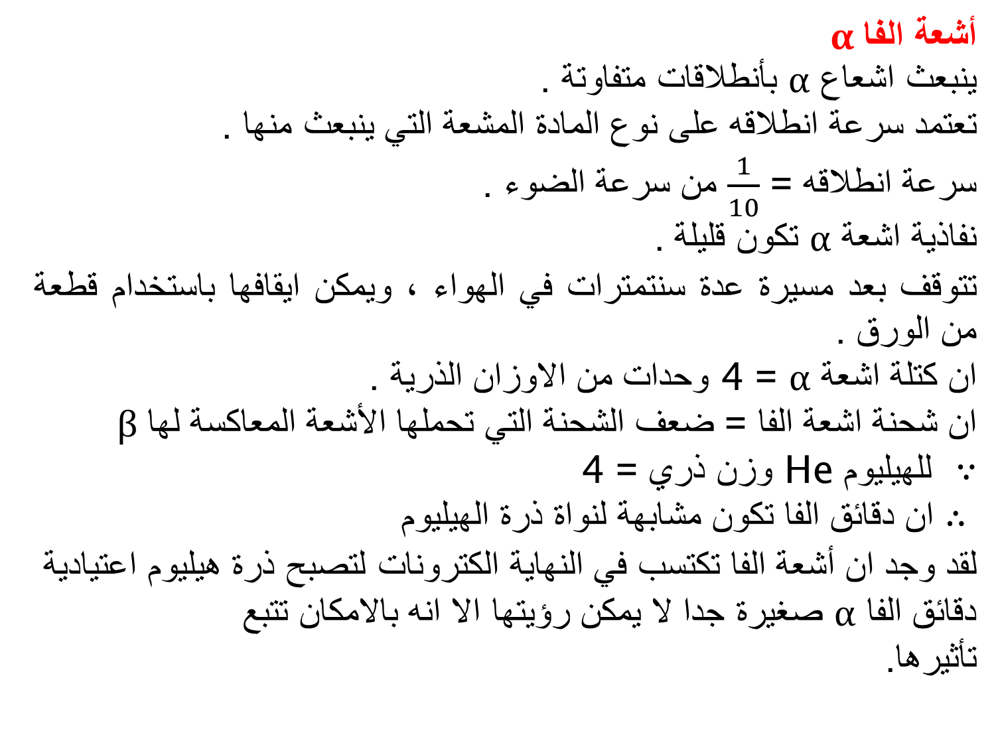 أشعة الفا α
ينبعث اشعاع α بأنطلاقات متفاوتة .
تعتمد سرعة انطلاقه على نوع المادة المشعة التي ينبعث منها .
سرعة انطلاقه = 1/10 من سرعة الضوء .
نفاذية اشعة α تكون قليلة .
تتوقف بعد مسيرة عدة سنتمترات في الهواء ، ويمكن ايقافها باستخدام قطعة
من الورق .
ان كتلة اشعة α = 4 وحدات من الاوزان الذرية .
ان شحنة اشعة الفا = ضعف الشحنة التي تحملها الأشعة المعاكسة لها β
∵ للهيليوم He وزن ذري = 4
∴ ان دقائق الفا تكون مشابهة لنواة ذرة الهيليوم
لقد وجد ان أشعة الفا تكتسب في النهاية الكترونات لتصبح ذرة هيليوم اعتيادية
دقائق الفا α صغيرة جدا لا يمكن رؤيتها الا انه بالامكان تتبع
تأثيرها.